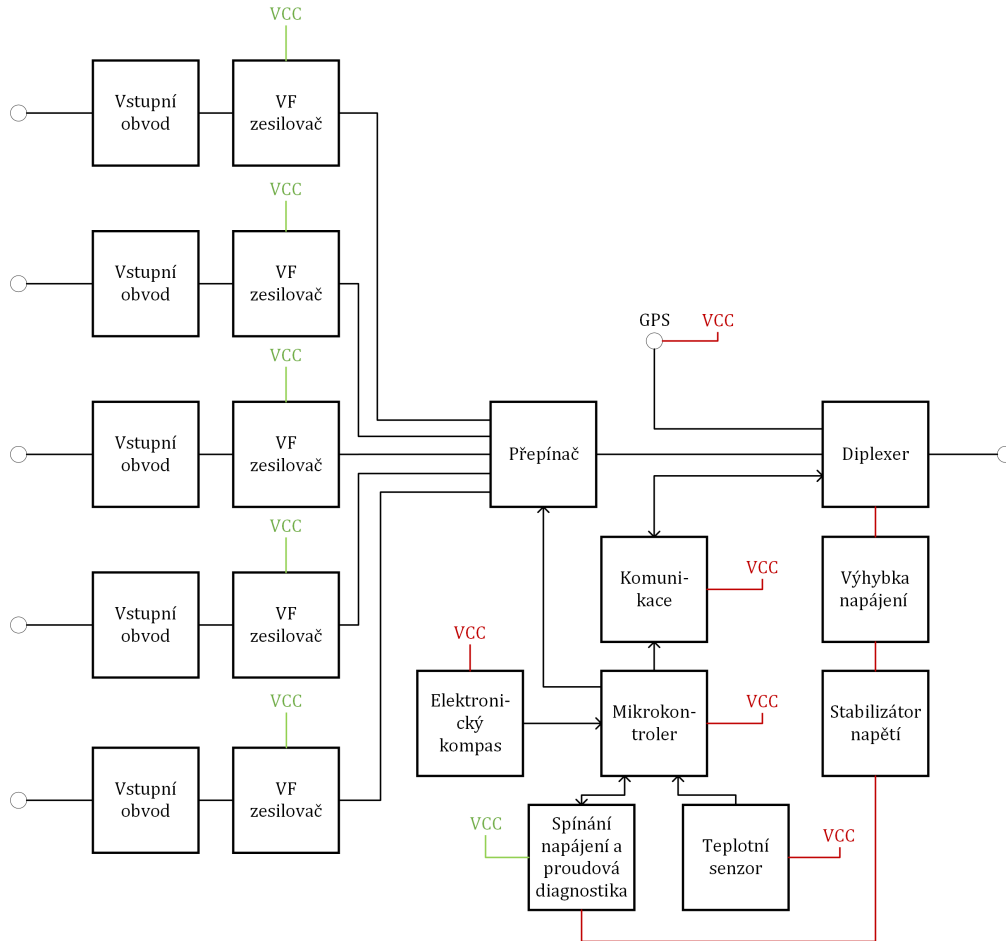 VCC
Vstupní
obvod
VF
zesilovač
VCC
Vstupní
obvod
VF
zesilovač
GPS
VCC
VCC
Vstupní
obvod
VF
zesilovač
Přepínač
Diplexer
VCC
Vstupní
obvod
VF
zesilovač
Komuni-
kace
VCC
Výhybka
napájení
VCC
Elektroni-
cký
kompas
Mikrokon-
troler
VCC
Stabilizátor
napětí
VCC
Vstupní
obvod
VF
zesilovač
VCC
Spínání
napájení a
proudová
diagnostika
Teplotní
senzor
VCC